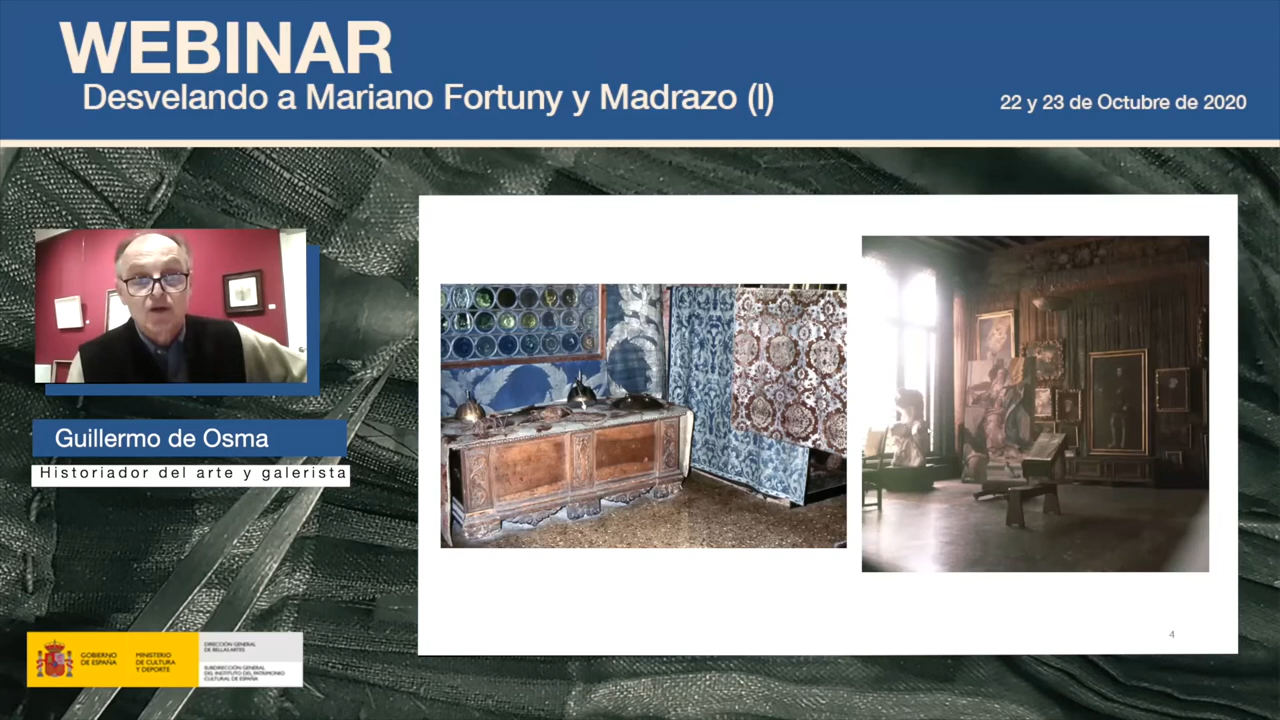 WEBINAR
Desvelando a Mariano Fortuny y Madrazo (I)
22 y 23 de Octubre de 2020
Guillermo de Osma
Historiador del arte y galerista
4
GOBIERNO
DE ESPAÑA
MINISTERIO
DE CULTURA
Y DEPORTE
DIRECCIÓN GENERAL
DE BELLAS ARTES
SUBDIRECCIÓN GENERAL
DEL INSTITUTO DEL PATRIMONIO
CULTURAL DE ESPAÑA